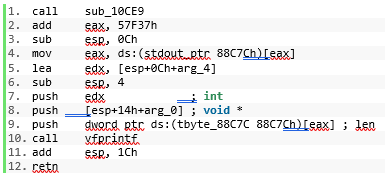 1. call sub_10CE9
2. add eax, 57F37h
3. sub esp, 0Ch
4. mov eax, ds:(stdout_ptr 88C7Ch)[eax]
5. lea edx, [esp+0Ch+arg_4]
6. sub esp, 4
7. push edx ; int
8. push [esp+14h+arg_0] ; void *
9. push dword ptr ds:(tbyte_88C7C 88C7Ch)[eax] ; len
10. call vfprintf
11. add esp, 1Ch
12. retn